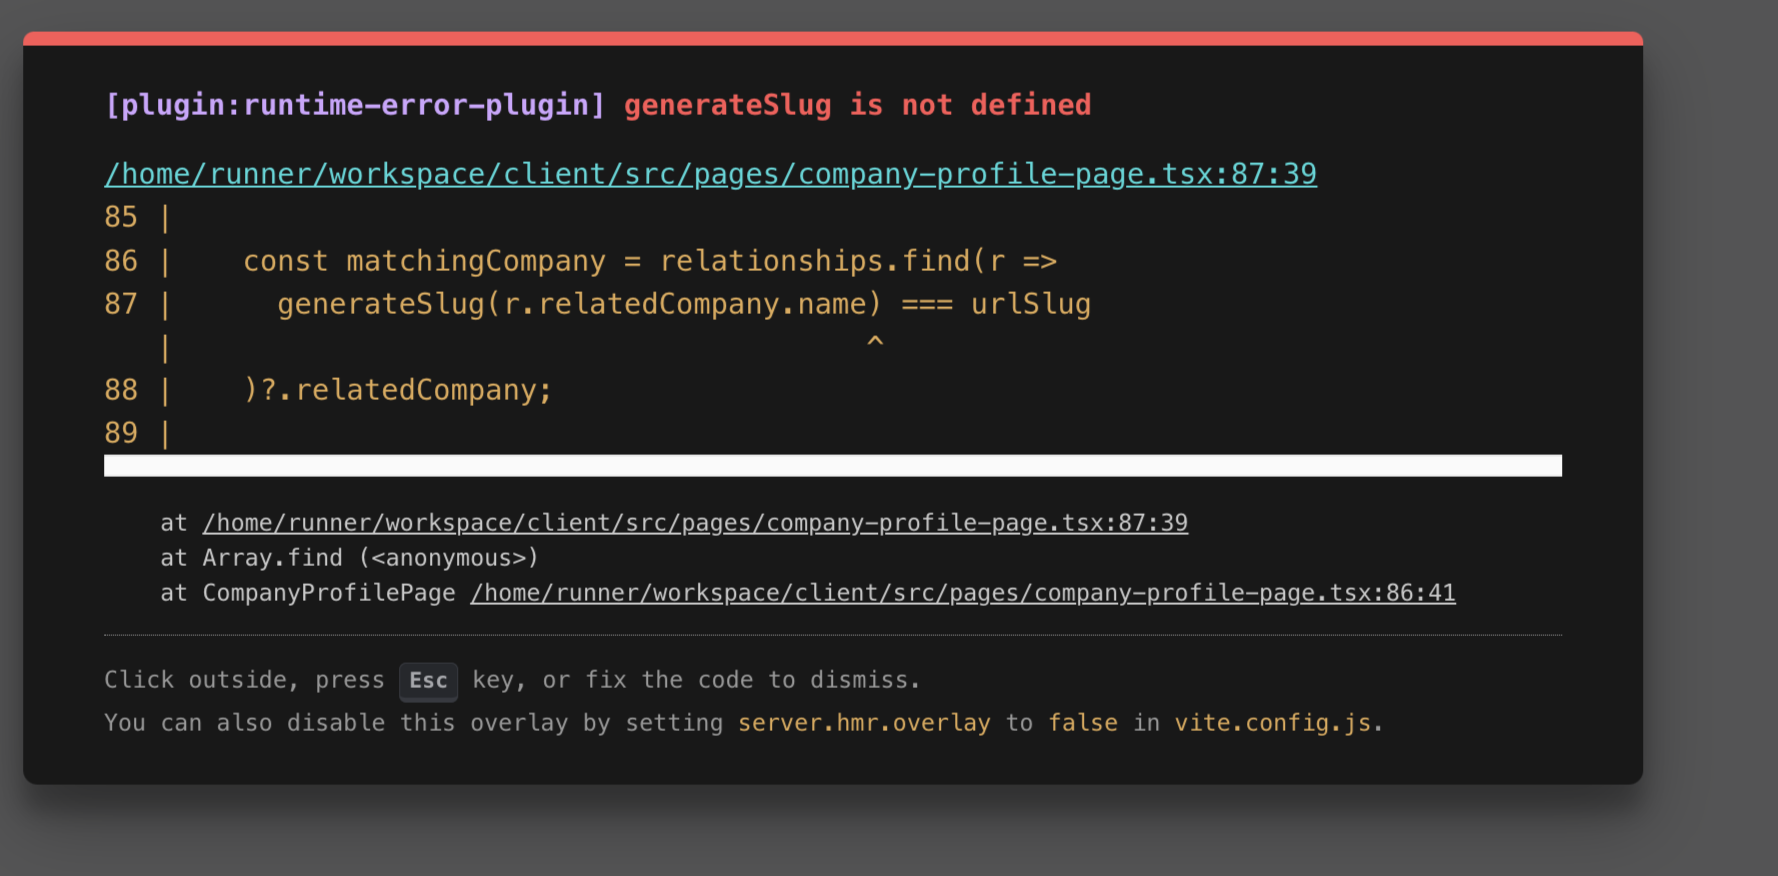 [plugin:runtime-error-plugin] generateSlug is not defined
/home/runner/workspace/client/src/pages/company-profile-page.tsx:87:39
85 |
86 |    const matchingCompany = relationships.find(r =>
87 |      generateSlug(r.relatedCompany.name) === urlSlug
   |                                        ^
88 |    )?.relatedCompany;
89 |
at /home/runner/workspace/client/src/pages/company-profile-page.tsx:87:39
at Array.find (<anonymous>)
at CompanyProfilePage /home/runner/workspace/client/src/pages/company-profile-page.tsx:86:41
Click outside, press Esc key, or fix the code to dismiss.
You can also disable this overlay by setting server.hmr.overlay to false in vite.config.js.